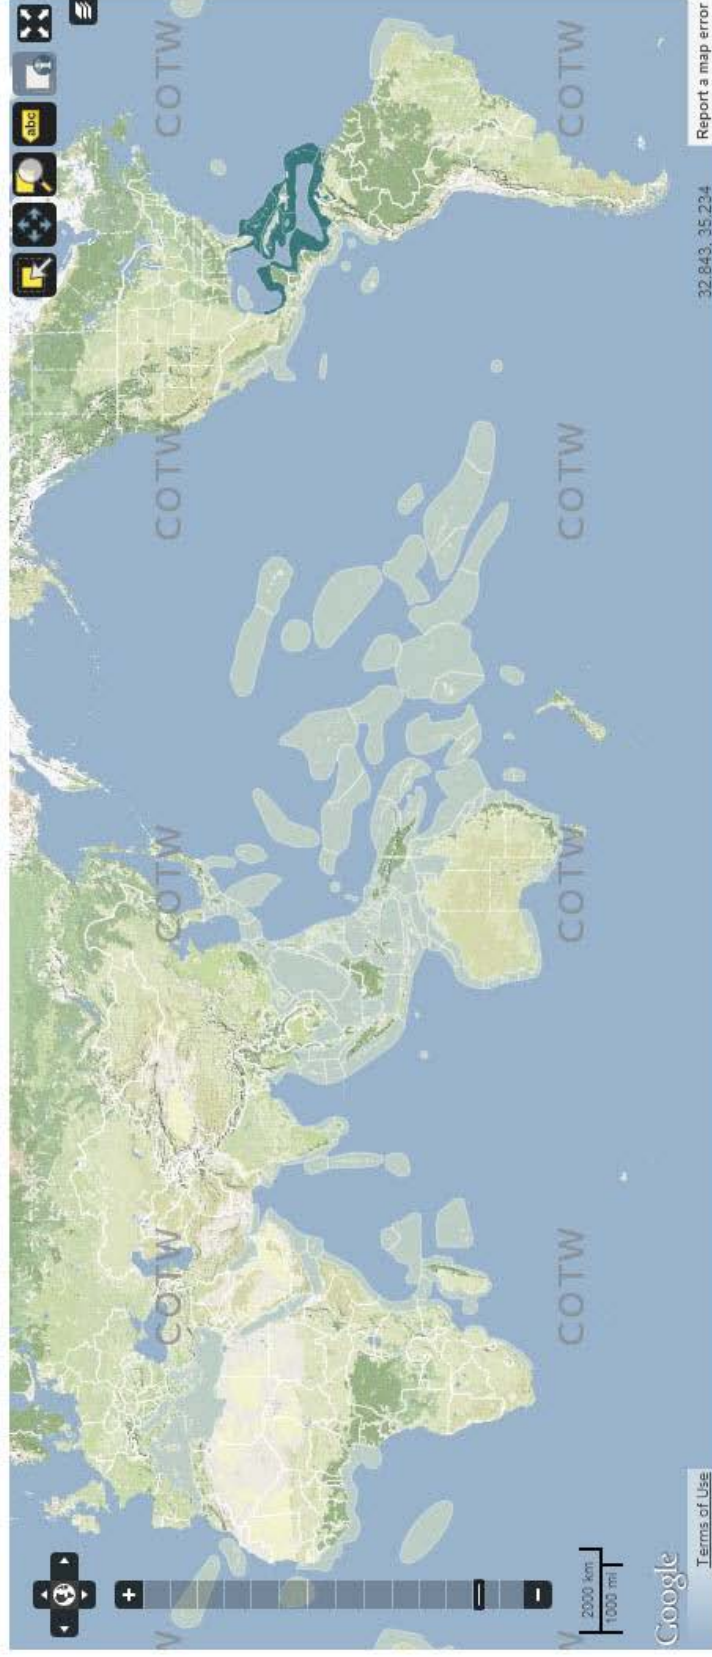 abc
+
W COTW COTW COTW COTW
W COTW COTW COTW COTW
-
2000 km
1000 mi
Google
32.843, 35.234
Terms of Use
Report a map error